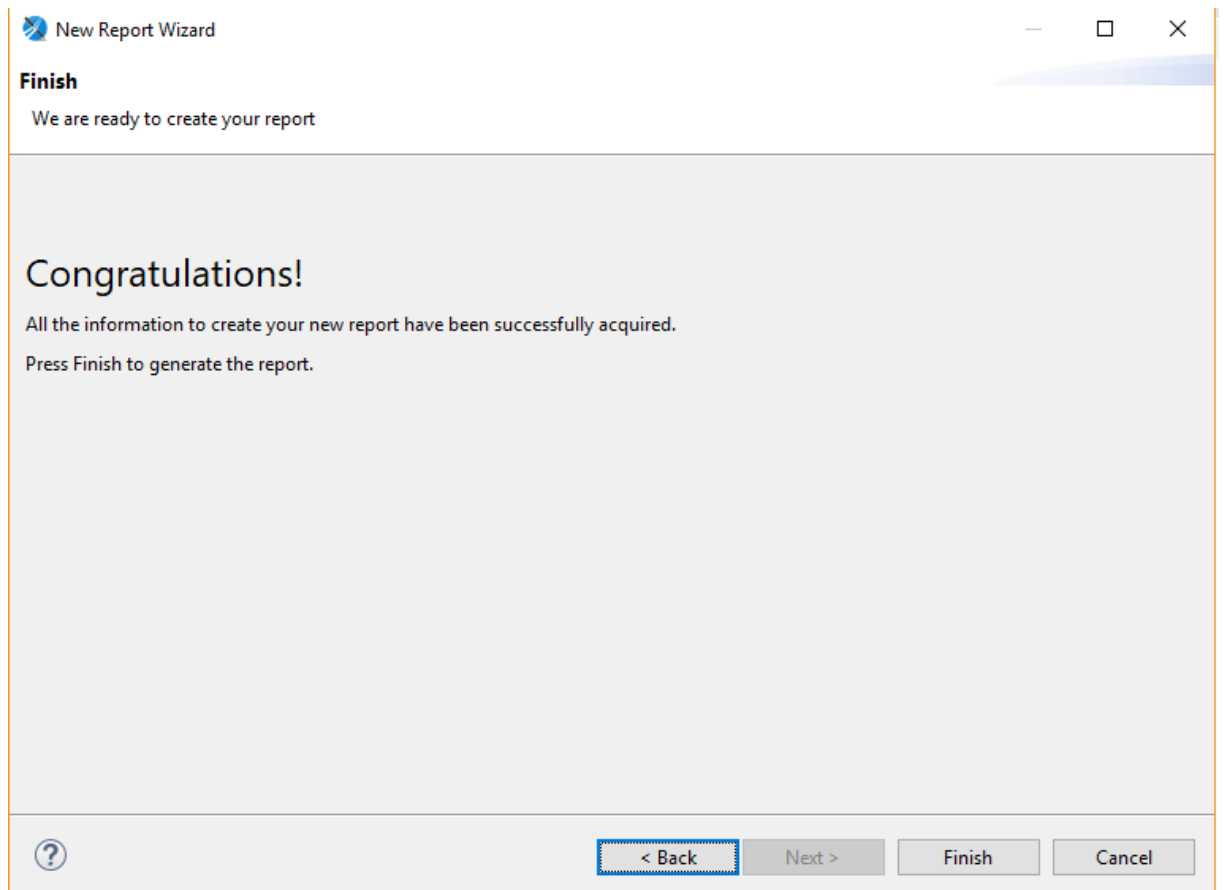 New Report Wizard
Finish
We are ready to create your report
Congratulations!
All the information to create your new report have been successfully acquired.
Press Finish to generate the report.
?
< Back
Next >
Finish
Cancel